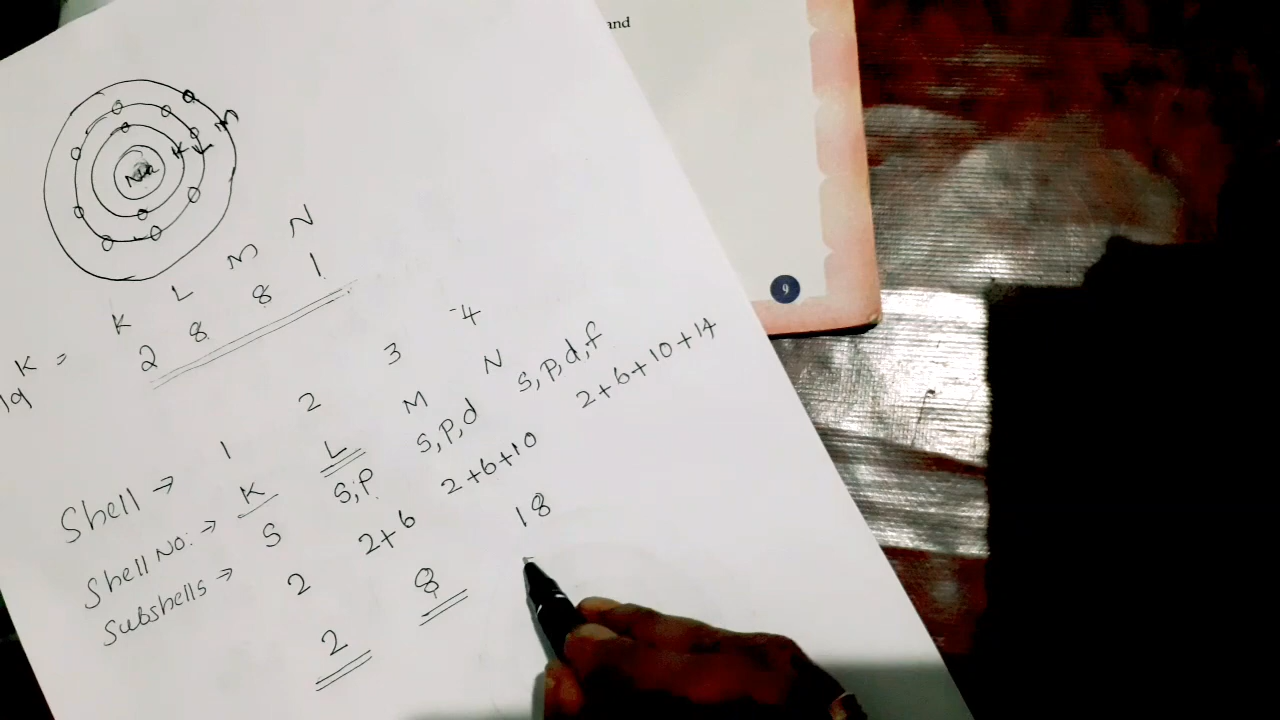 and
Na
K L m
K L M N
19 K = 2 8 8 1
9
Shell → 1 2 3 4
Shell No: → K L M N
Subshells → S S,P S,P,d S,P,d,f
2 2+6 2+6+10 2+6+10+14
2 8 18